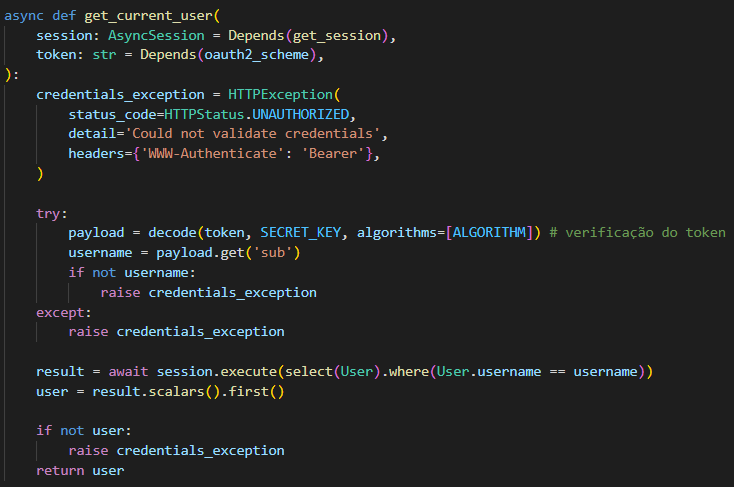 async def get_current_user(
    session: AsyncSession = Depends(get_session),
    token: str = Depends(oauth2_scheme),
):
    credentials_exception = HTTPException(
        status_code=HTTPStatus.UNAUTHORIZED,
        detail='Could not validate credentials',
        headers={'WWW-Authenticate': 'Bearer'},
    )

    try:
        payload = decode(token, SECRET_KEY, algorithms=[ALGORITHM]) # verificação do token
        username = payload.get('sub')
        if not username:
            raise credentials_exception
    except:
        raise credentials_exception

    result = await session.execute(select(User).where(User.username == username))
    user = result.scalars().first()

    if not user:
        raise credentials_exception
    return user